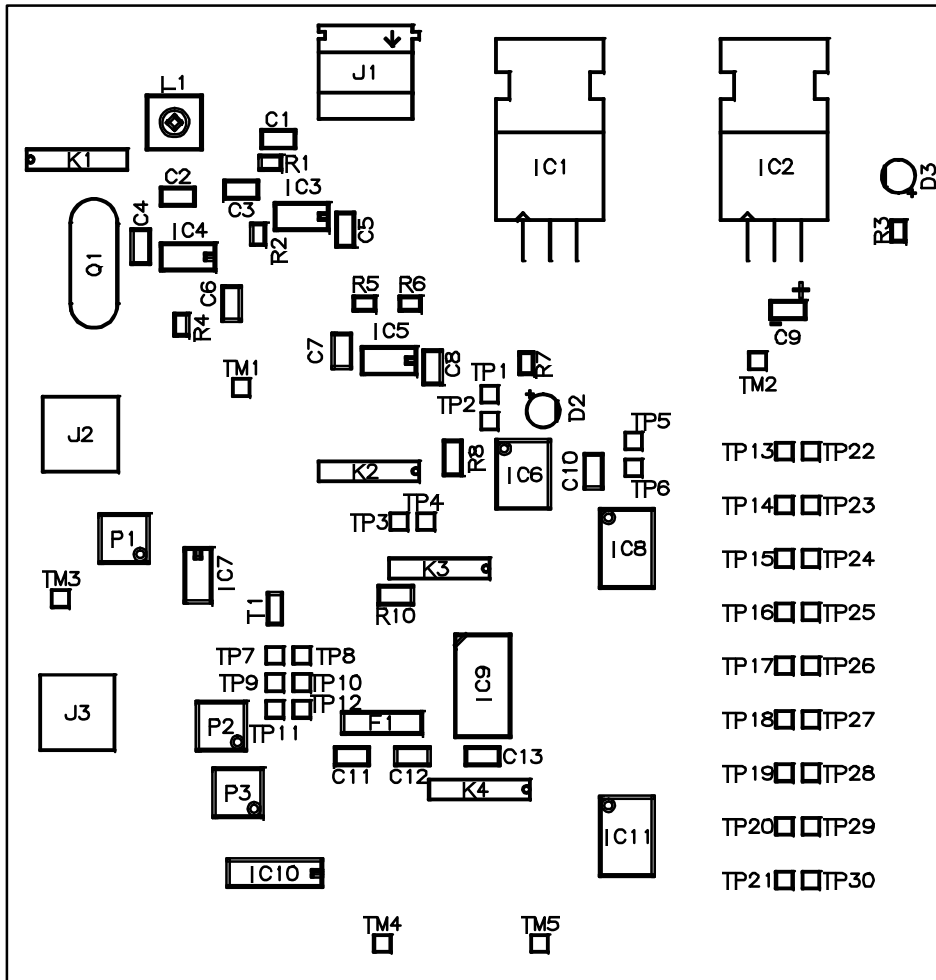 J1
T1
C1
K1
R1
IC1
IC2
C2
C3
IC3
D3
C4
IC4
R2
C5
R3
Q1
C6
R5
R6
R4
C7
IC5
C8
C9
TM1
TP1
R7
TM2
TP2
D2
J2
TP5
K2
R8
IC6
C10
TP6
TP13
TP22
TP4
TP3
TP14
TP23
P1
IC8
IC7
K3
TP15
TP24
TM3
T1
R10
TP16
TP25
TP7
TP8
TP17
TP26
TP9
TP10
IC9
TP12
J3
P2
TP11
F1
TP18
TP27
C11
C12
C13
TP19
TP28
P3
K4
TP20
TP29
IC11
IC10
TP21
TP30
TM4
TM5